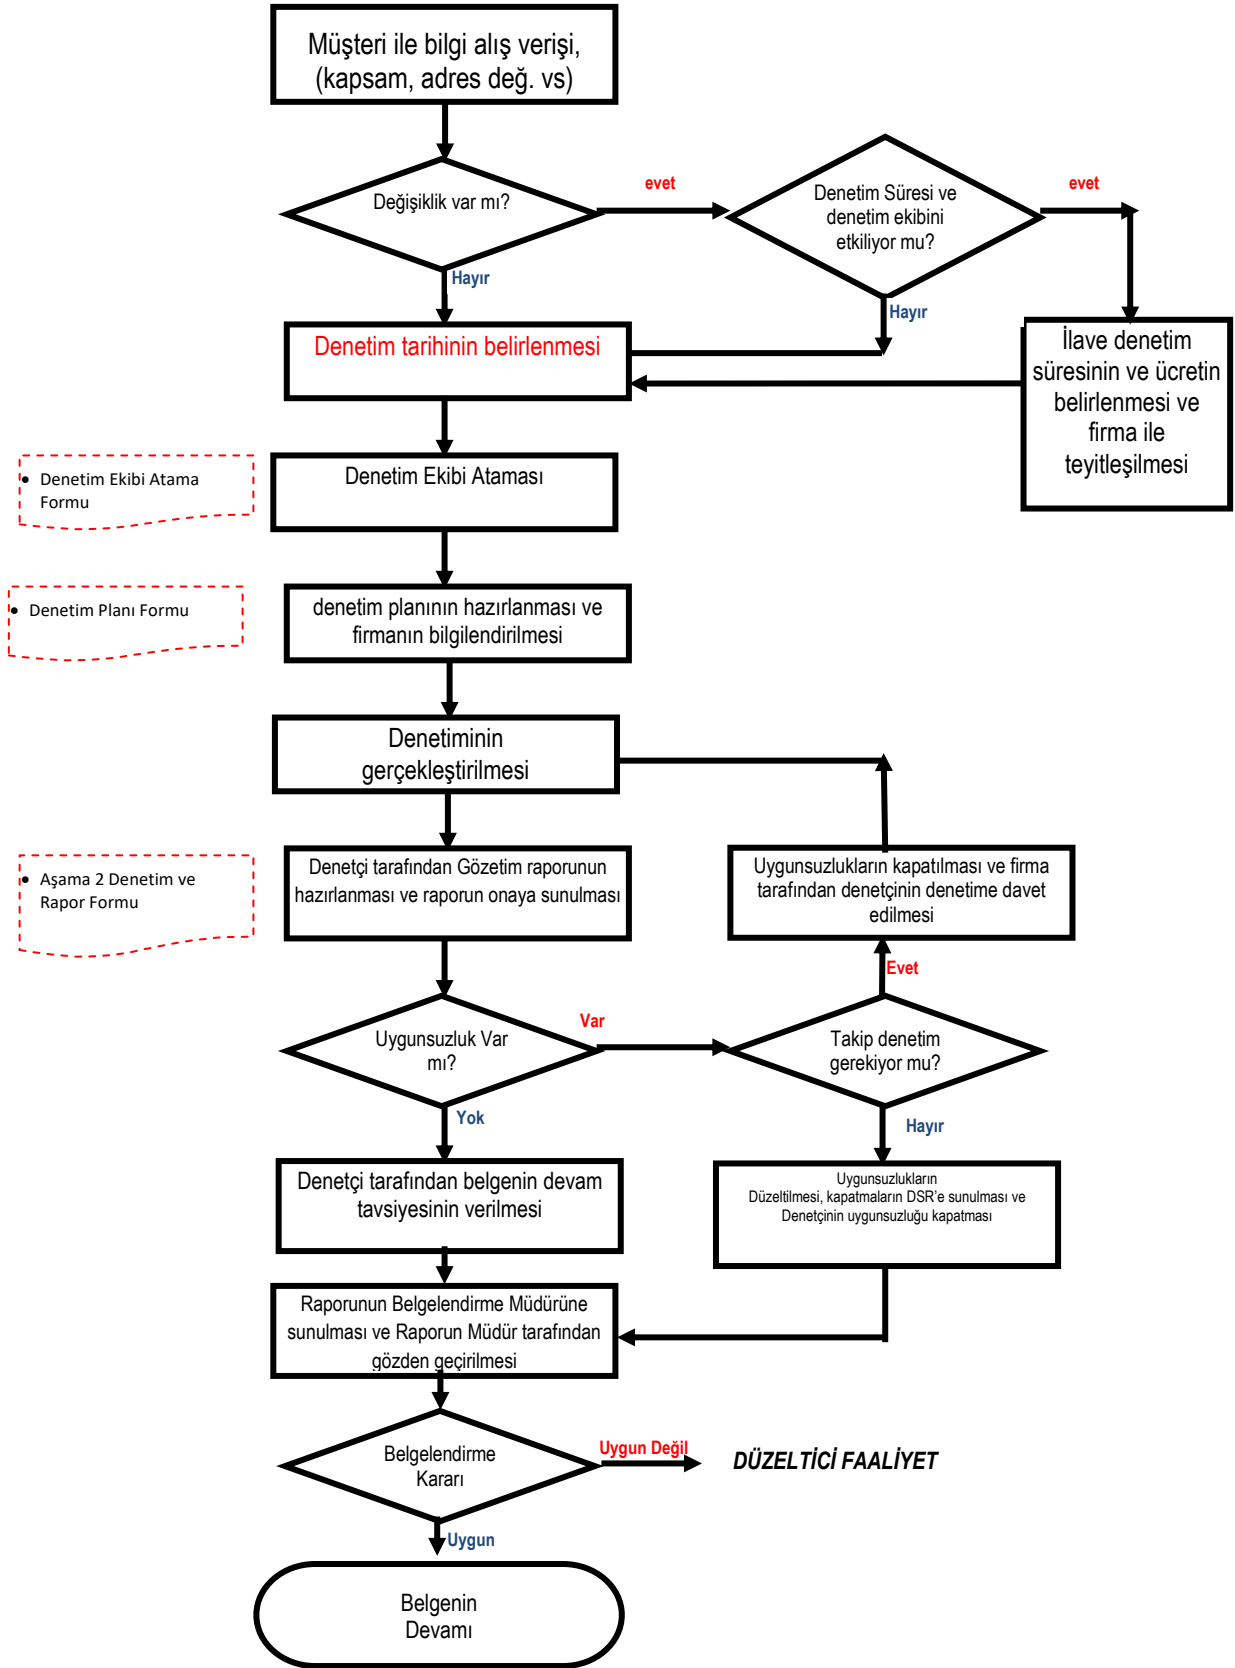 Müşteri ile bilgi alış verişi,
(kapsam, adres değ. vs)
Değişiklik var mı?
evet
Denetim Süresi ve
denetim ekibini
etkiliyor mu?
evet
Hayır
Hayır
Denetim tarihinin belirlenmesi
İlave denetim
süresinin ve ücretin
belirlenmesi ve
firma ile
teyitleşilmesi
• Denetim Ekibi Atama
Formu
Denetim Ekibi Ataması
• Denetim Planı Formu
denetim planının hazırlanması ve
firmanın bilgilendirilmesi
Denetiminin
gerçekleştirilmesi
• Aşama 2 Denetim ve
Rapor Formu
Denetçi tarafından Gözetim raporunun
hazırlanması ve raporun onaya sunulması
Uygunsuzlukların kapatılması ve firma
tarafından denetçinin denetime davet
edilmesi
Evet
Uygunsuzluk Var
mı?
Var
Takip denetim
gerekiyor mu?
Yok
Hayır
Denetçi tarafından belgenin devam
tavsiyesinin verilmesi
Uygunsuzlukların
Düzeltilmesi, kapatmaların DSR’e sunulması ve
Denetçinin uygunsuzluğu kapatması
Raporunun Belgelendirme Müdürüne
sunulması ve Raporun Müdür tarafından
gözden geçirilmesi
Belgelendirme
Kararı
Uygun Değil
DÜZELTİCİ FAALİYET
Uygun
Belgenin
Devamı